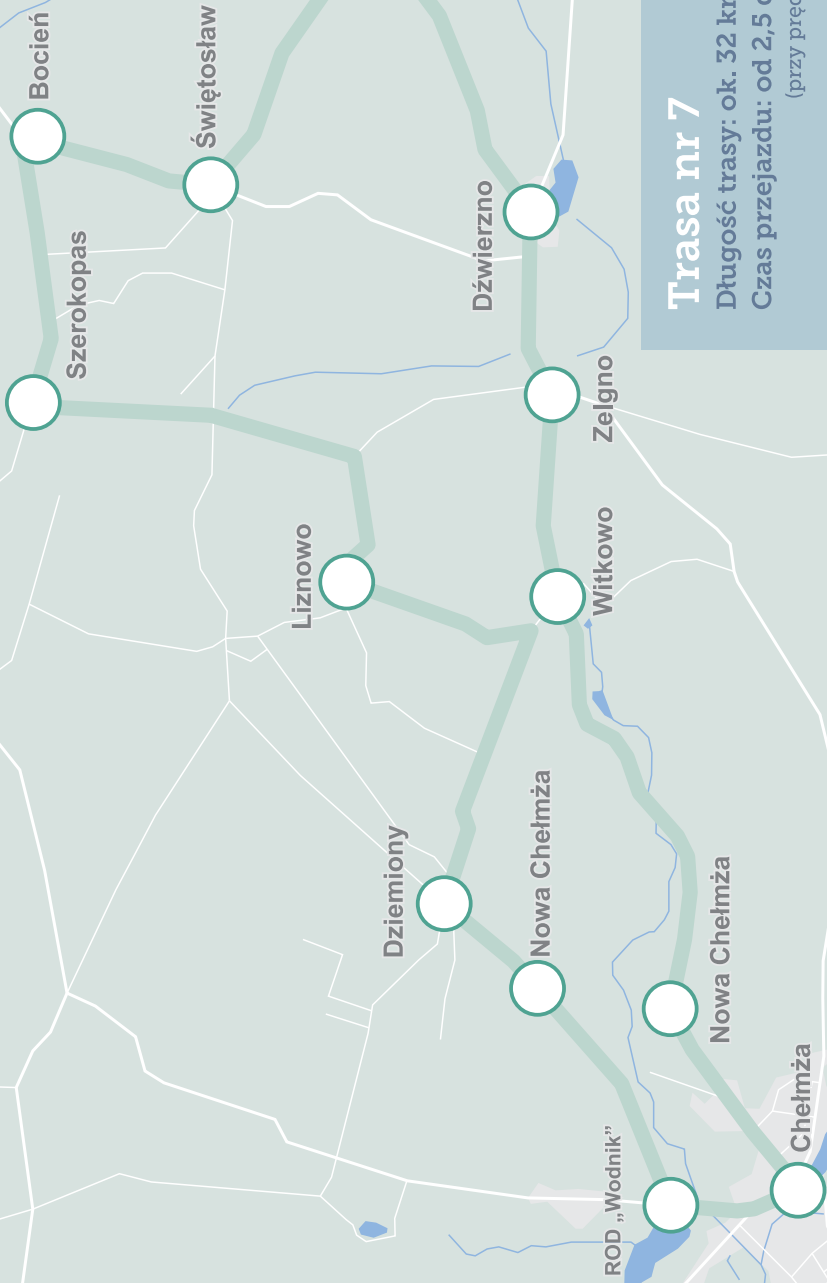 Bocień
Szerokopas
Świętosław
Liznowo
Dziemiony
Dźwierzno
Nowa Chełmża
ROD „Wodnik”
Witkowo
Zelgno
Nowa Chełmża
Chełmża
Trasa nr 7
Długość trasy: ok. 32
Czas przejazdu: od 2,5
(przy